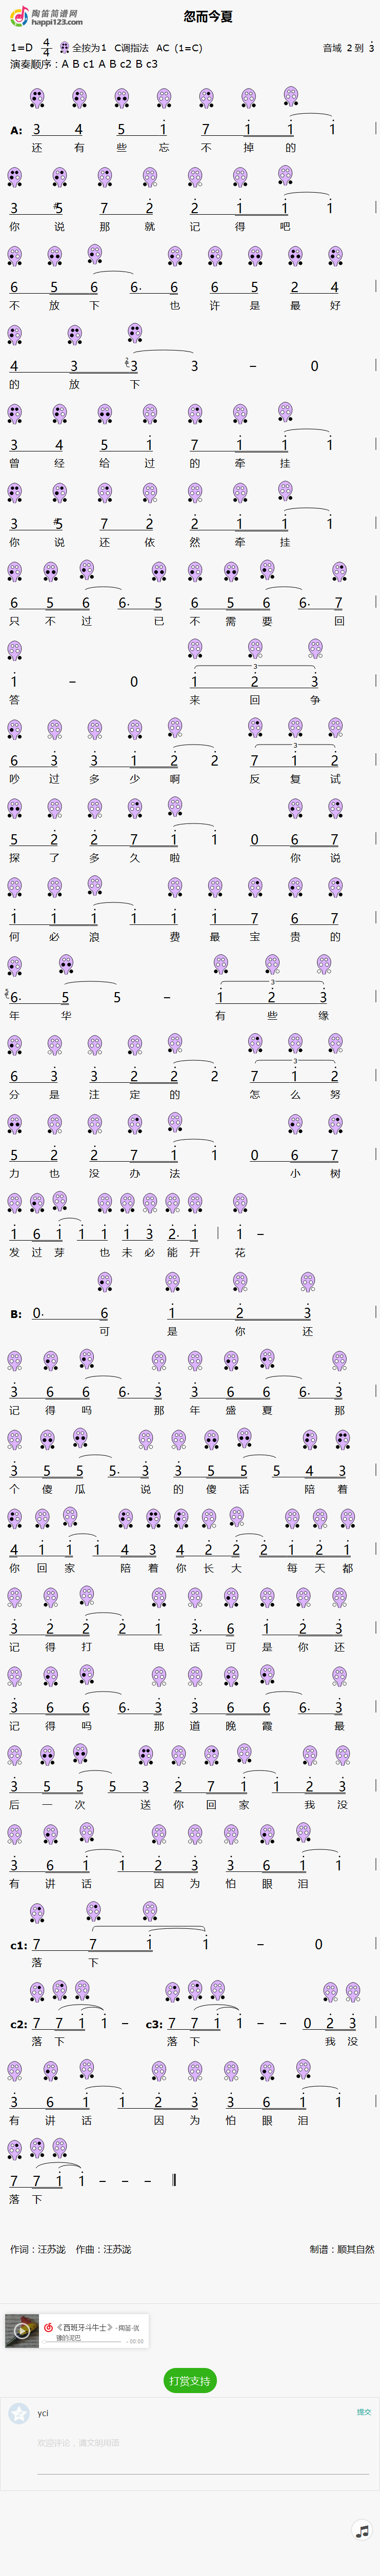 陶笛简谱网
happi123.com
忽而今夏
1=D 4/4 全按为1 C调指法 AC（1=C） 音域 2 到 3
演奏顺序：A B c1 A B c2 B c3
A: 3 4 5 1 7 1 1 1
还 有 些 忘 不 掉 的
3 #5 7 2 2 1 1 1
你 说 那 就 记 得 吧
6 5 6 6. 6 6 5 2 4
不 放 下 也 许 是 最 好
4 3 3 3 – 0
的 放 下
3 4 5 1 7 1 1 1
曾 经 给 过 的 牵 挂
3 #5 7 2 2 1 1 1
你 说 还 依 然 牵 挂
6 5 6 6. 5 6 5 6 6. 7
只 不 过 已 不 需 要 回
1 – 0 1 2 3
答 来 回 争
6 3 3 1 2 2 7 1 2
吵 过 多 少 啊 反 复 试
5 2 2 7 1 1 0 6 7
探 了 多 久 啦 你 说
1 1 1 1 1 1 7 6 7
何 必 浪 费 最 宝 贵 的
6. 5 5 – 1 2 3
年 华 有 些 缘
6 3 3 2 2 2 7 1 2
分 是 注 定 的 怎 么 努
5 2 2 7 1 1 0 6 7
力 也 没 办 法 小 树
1 6 1 1 1 1 3 2. 1 | 1 –
发 过 芽 也 未 必 能 开 花
B: 0. 6 1 2 3
可 是 你 还
3 6 6 6. 3 3 6 6 6. 3
记 得 吗 那 年 盛 夏 那
3 5 5 5. 3 3 5 5 5 4 3
个 傻 瓜 说 的 傻 话 陪 着
4 1 1 1 4 3 4 2 2 2 1 2 1
你 回 家 陪 着 你 长 大 每 天 都
3 2 2 2 1 3. 6 1 2 3
记 得 打 电 话 可 是 你 还
3 6 6 6. 3 3 6 6 6. 3
记 得 吗 那 道 晚 霞 最
3 5 5 5 3 2 7 1 1 2 3
后 一 次 送 你 回 家 我 没
3 6 1 1 2 3 3 6 1 1
有 讲 话 因 为 怕 眼 泪
c1: 7 7 1 1 – 0
落 下
c2: 7 7 1 1 – c3: 7 7 1 1 – – 0 2 3
落 下 落 下 我 没
3 6 1 1 2 3 3 6 1 1
有 讲 话 因 为 怕 眼 泪
7 7 1 1 – – –
落 下
作词：汪苏泷 作曲：汪苏泷 制谱：顺其自然
《西班牙斗牛士》
- 00:00
打赏支持
yci 提交
欢迎评论，请文明用语